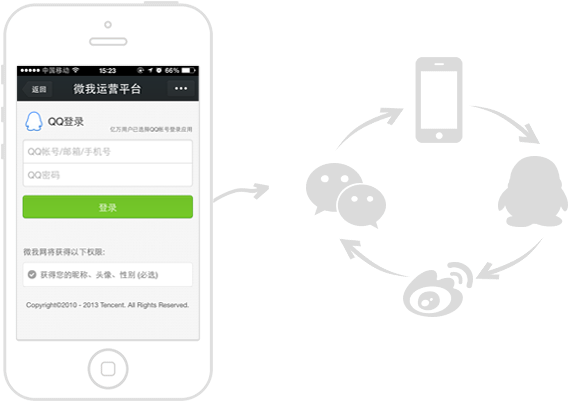 中国移动 15:23 66%
返回 微我运营平台
QQ登录
亿万用户已选择QQ帐号登录应用
QQ帐号/邮箱/手机号
QQ密码
登录
微我网将获得以下权限:
获得您的昵称、头像、性别 (必选)
Copyright©2010 - 2013 Tencent. All Rights Reserved.